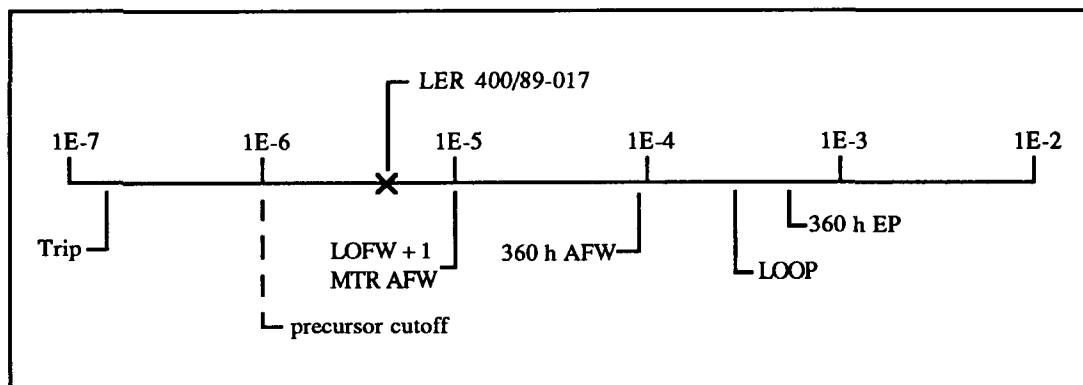 LER 400/89-017
1E-7 1E-6 1E-5 1E-4 1E-3 1E-2
Trip
LOFW + 1
MTR AFW
360 h AFW
LOOP
360 h EP
precursor cutoff